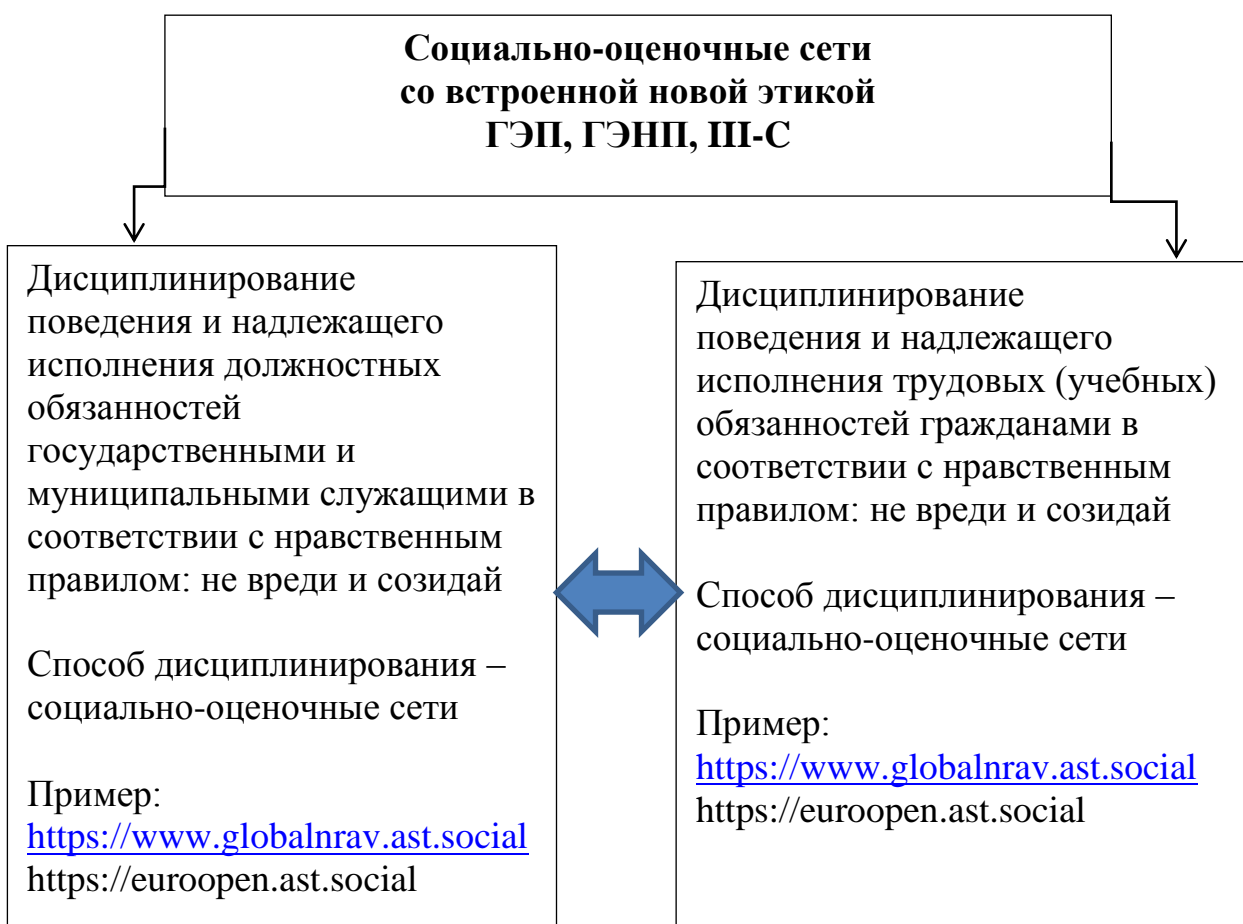 Социально-оценочные сети
со встроенной новой этикой
ГЭП, ГЭНП, III-С
Дисциплинирование
поведения и надлежащего
исполнения должностных
обязанностей
государственными и
муниципальными служащими в
соответствии с нравственным
правилом: не вреди и созидай
Способ дисциплинирования –
социально-оценочные сети
Пример:
https://www.globalnrav.ast.social
https://euroopen.ast.social
Дисциплинирование
поведения и надлежащего
исполнения трудовых (учебных)
обязанностей гражданами в
соответствии с нравственным
правилом: не вреди и созидай
Способ дисциплинирования –
социально-оценочные сети
Пример:
https://www.globalnrav.ast.social
https://euroopen.ast.social